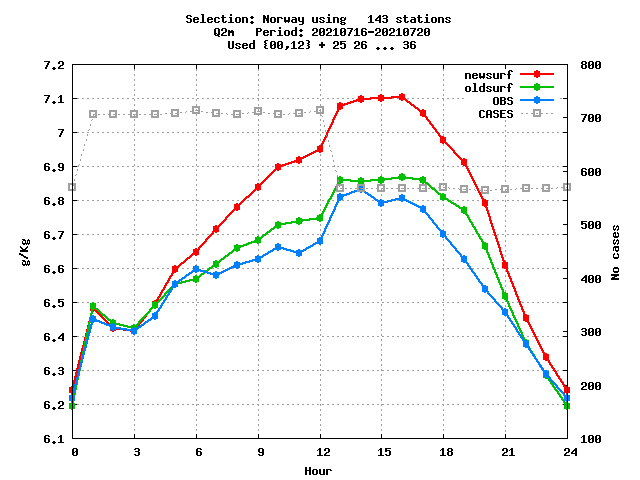 Selection: Norway using   143 stations
Q2m   Period: 20210716-20210720
Used {00,12} + 25 26 ... 36
7.2
7.1
7
6.9
6.8
6.7
6.6
6.5
6.4
6.3
6.2
6.1
g/Kg
newsurf
oldsurf
OBS
CASES
800
700
600
500
400
300
200
100
No cases
0 3 6 9 12 15 18 21 24
Hour